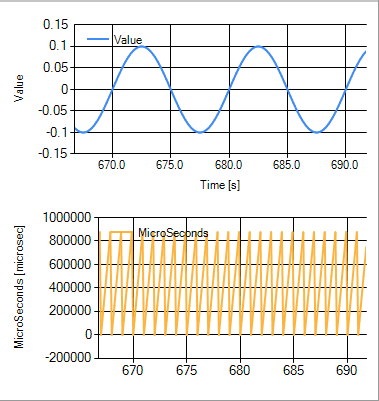 0.15
Value
0.1
0.05
0
-0.05
-0.1
-0.15
Value
670.0 675.0 680.0 685.0 690.0
Time [s]
1000000
MicroSeconds
800000
600000
400000
200000
0
-200000
MicroSeconds [microsec]
670 675 680 685 690